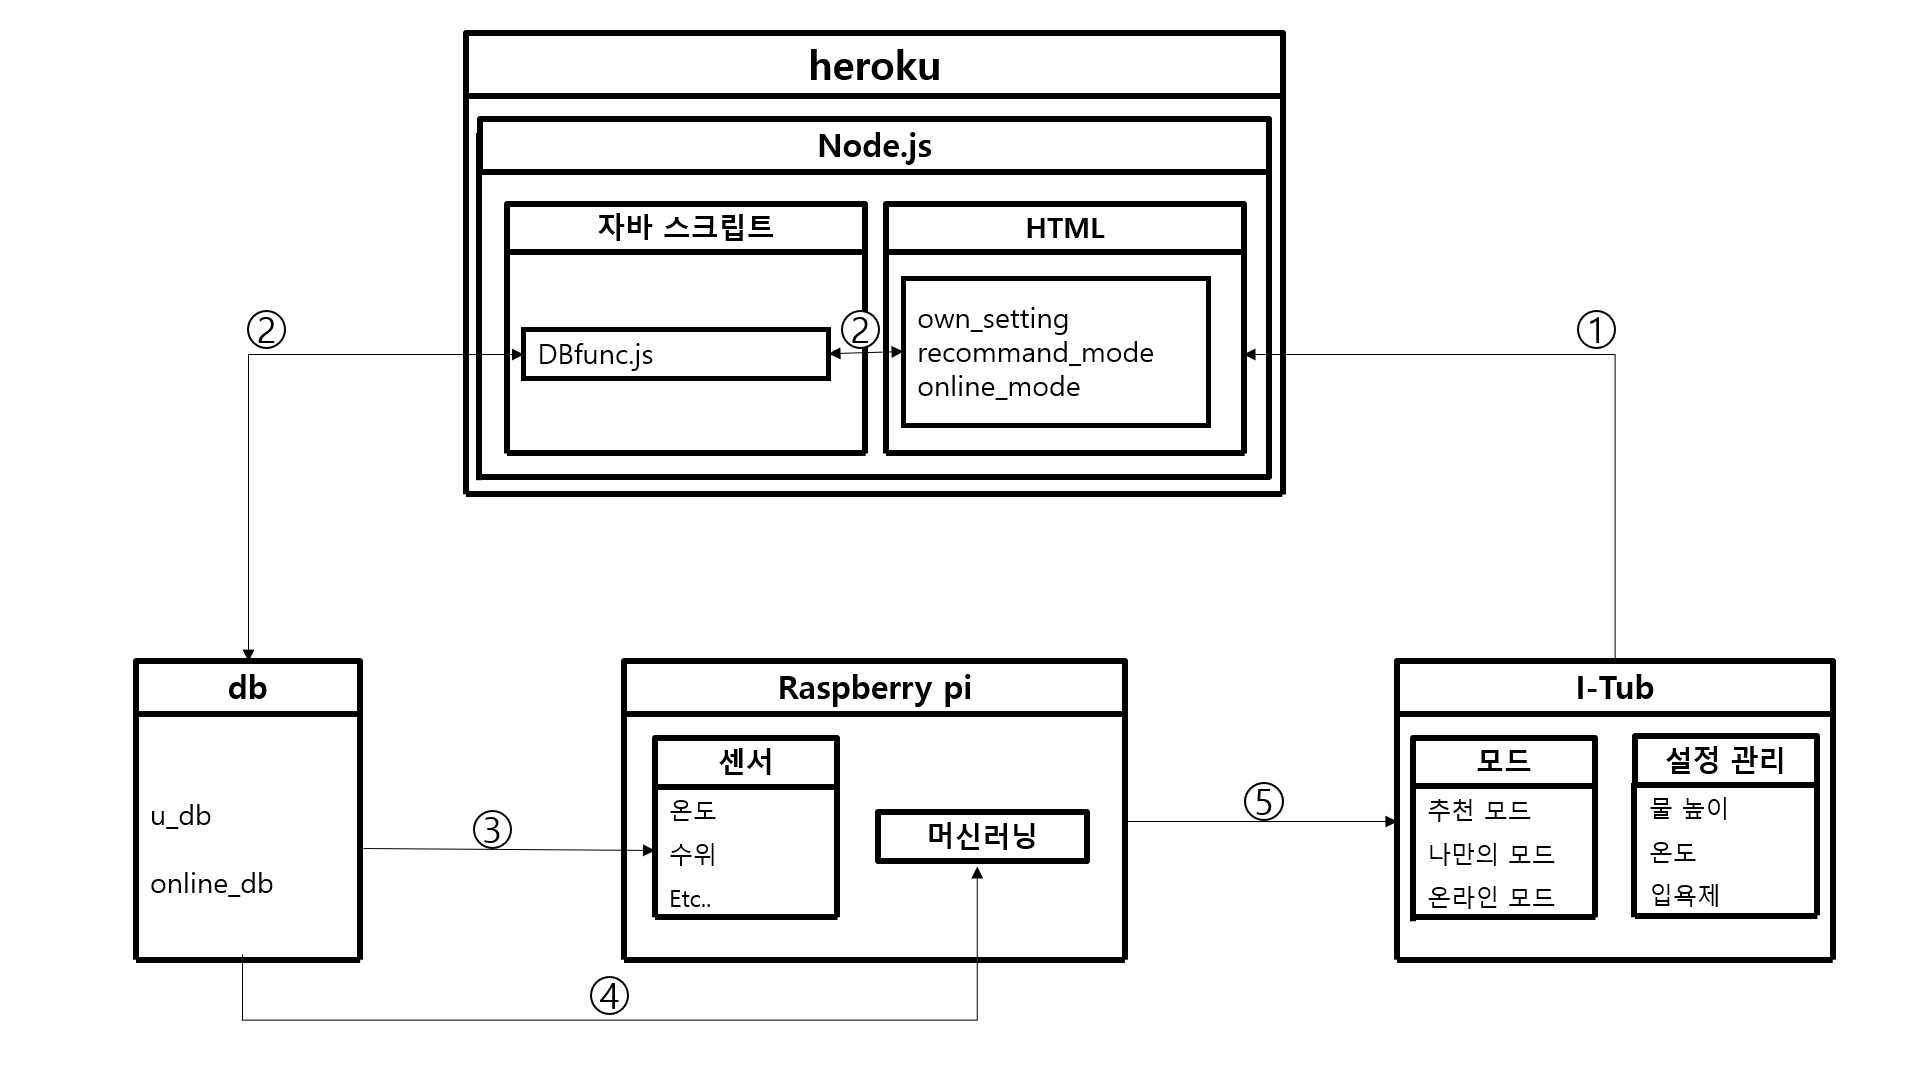 heroku
Node.js
자바 스크립트
HTML
DBfunc.js
②
own_setting
recommand_mode
online_mode
②
①
db
u_db
online_db
③
④
Raspberry pi
센서
온도
수위
Etc..
머신러닝
⑤
I-Tub
모드
추천 모드
나만의 모드
온라인 모드
설정 관리
물 높이
온도
입욕제